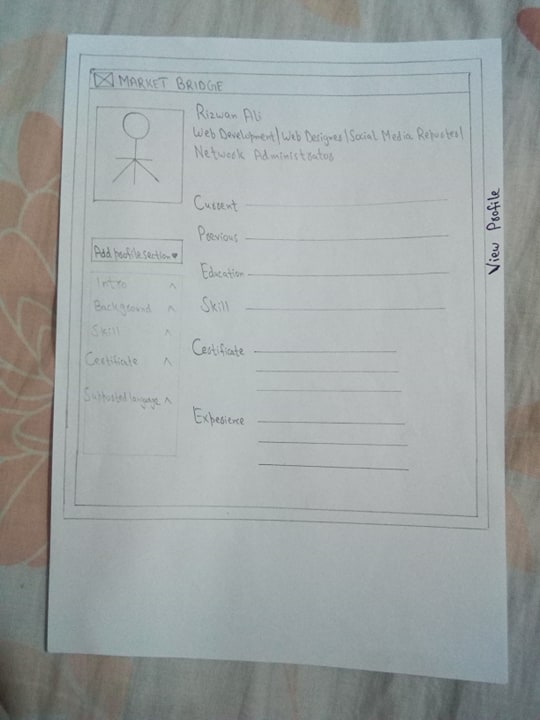 MARKET BRIDGE
Rizwan Ali
Web Development|Web Designer|Social Media Reporter|
Network Administrator
Current
Previous
Education
Skill
Certificate
Experience
Add profile section
Intro ^
Background ^
Skill ^
Certificate ^
Supported language ^
View Profile